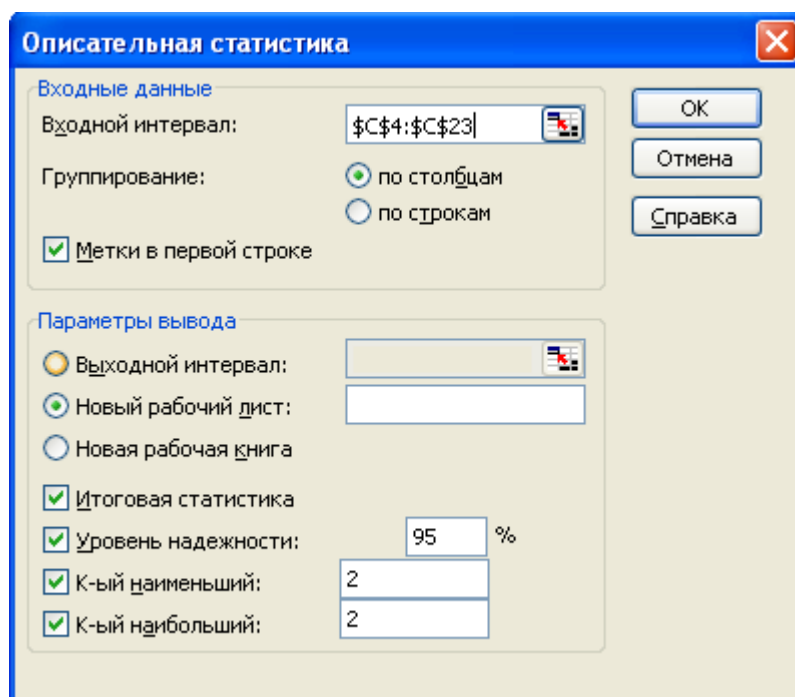 Описательная статистика
Входные данные
Входной интервал: $C$4:$C$23
Группирование: по столбцам
по строкам
Метки в первой строке
OK
Отмена
Справка
Параметры вывода
Выходной интервал:
Новый рабочий лист:
Новая рабочая книга
Итоговая статистика
Уровень надежности: 95 %
К-ый наименьший: 2
К-ый наибольший: 2